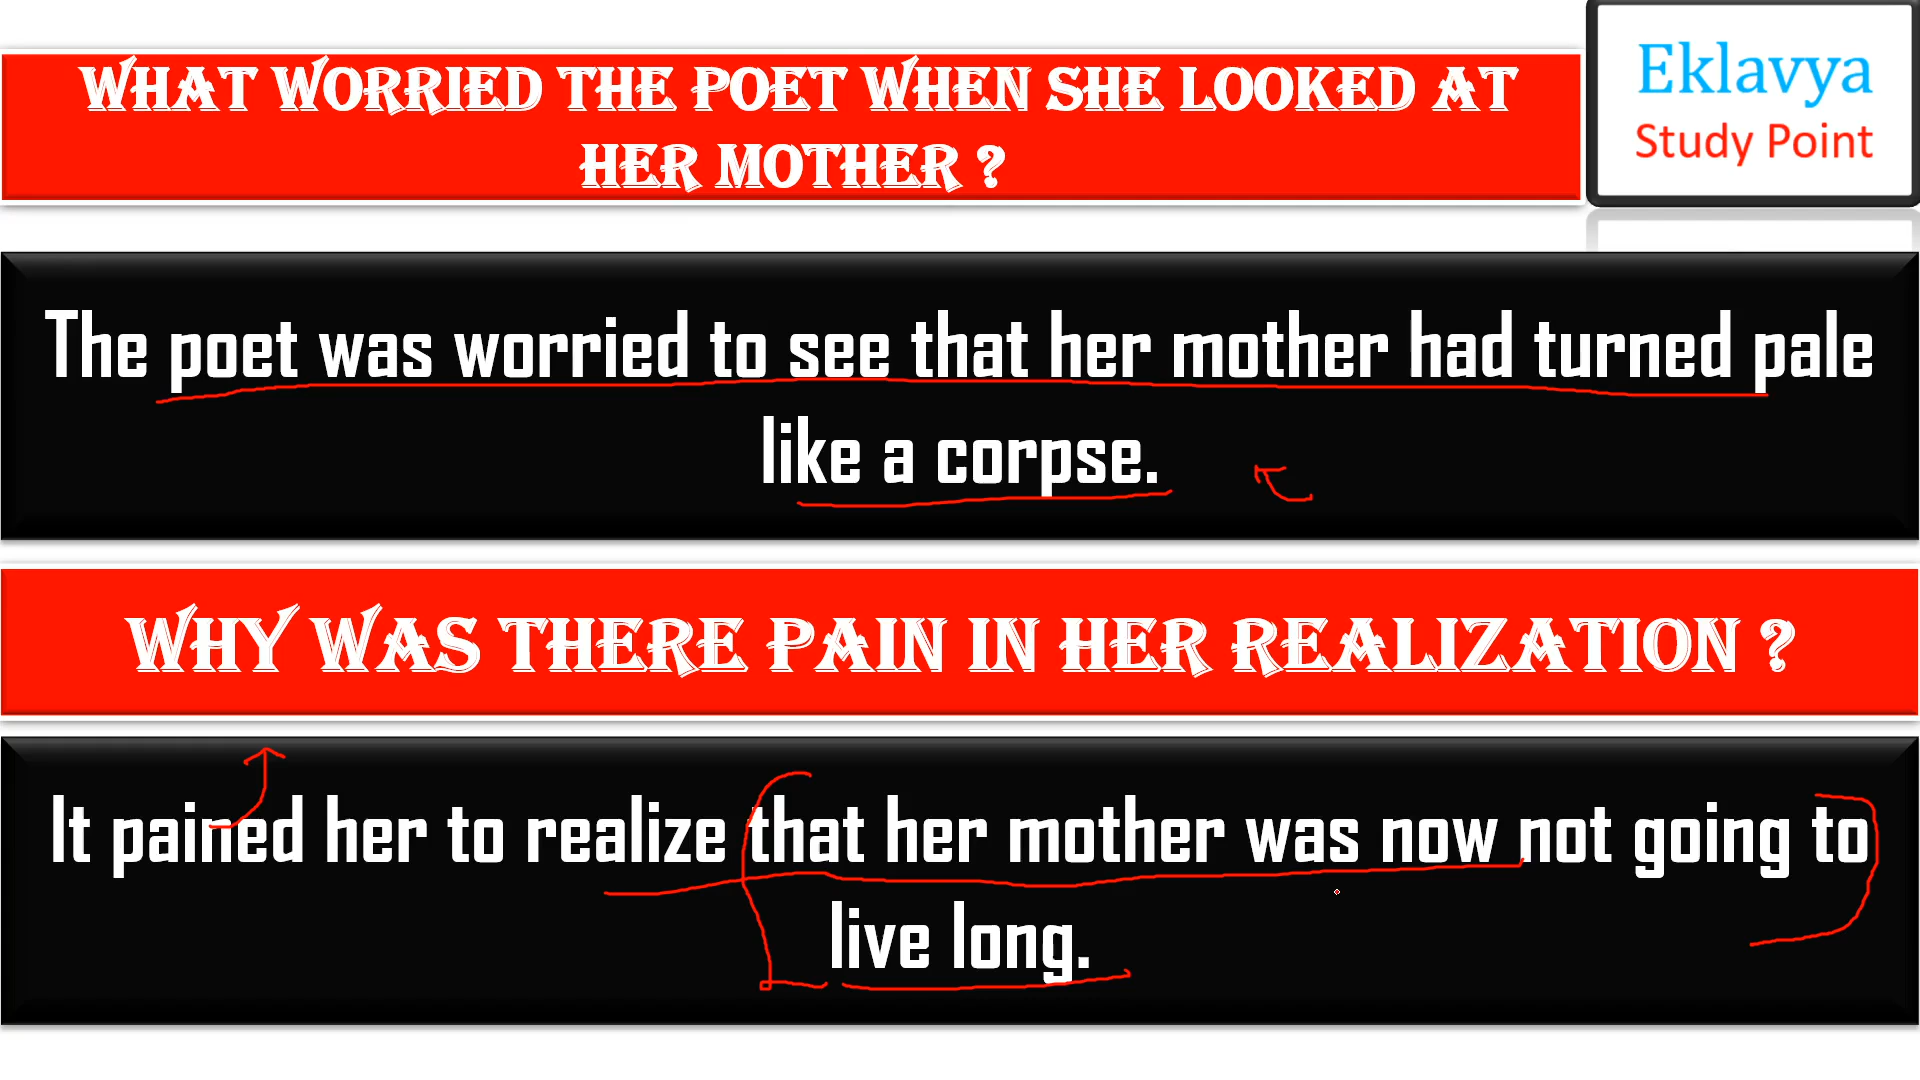 WHAT WORRIED THE POET WHEN SHE LOOKED AT
HER MOTHER ?
Eklavya
Study Point
The poet was worried to see that her mother had turned pale
like a corpse.
WHY WAS THERE PAIN IN HER REALIZATION ?
It pained her to realize that her mother was now not going to
live long.